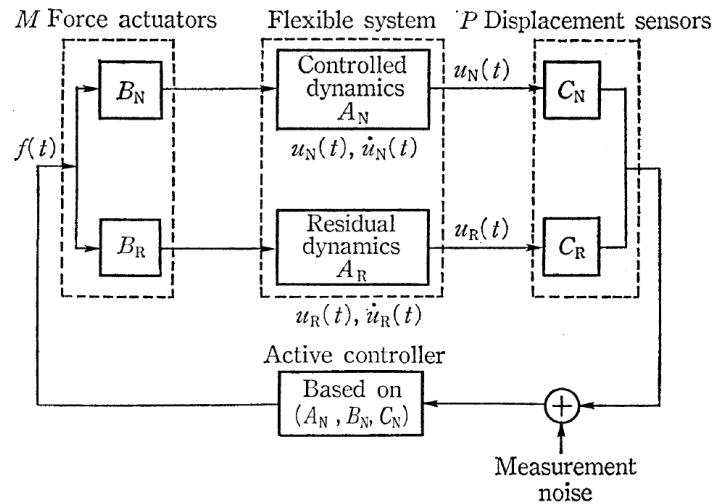 M Force actuators
Flexible system
P Displacement sensors
B_N
Controlled
dynamics
A_N
u_N(t)
C_N
u_N(t), u̇_N(t)
f(t)
B_R
Residual
dynamics
A_R
u_R(t)
C_R
u_R(t), u̇_R(t)
Active controller
Based on
(A_N, B_N, C_N)
+
Measurement
noise